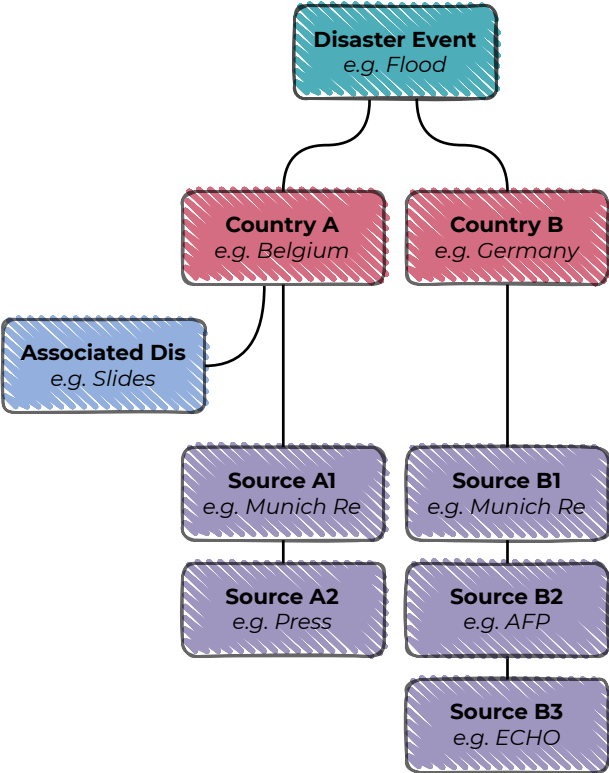 Disaster Event
e.g. Flood
Country A
e.g. Belgium
Country B
e.g. Germany
Associated Dis
e.g. Slides
Source A1
e.g. Munich Re
Source B1
e.g. Munich Re
Source A2
e.g. Press
Source B2
e.g. AFP
Source B3
e.g. ECHO